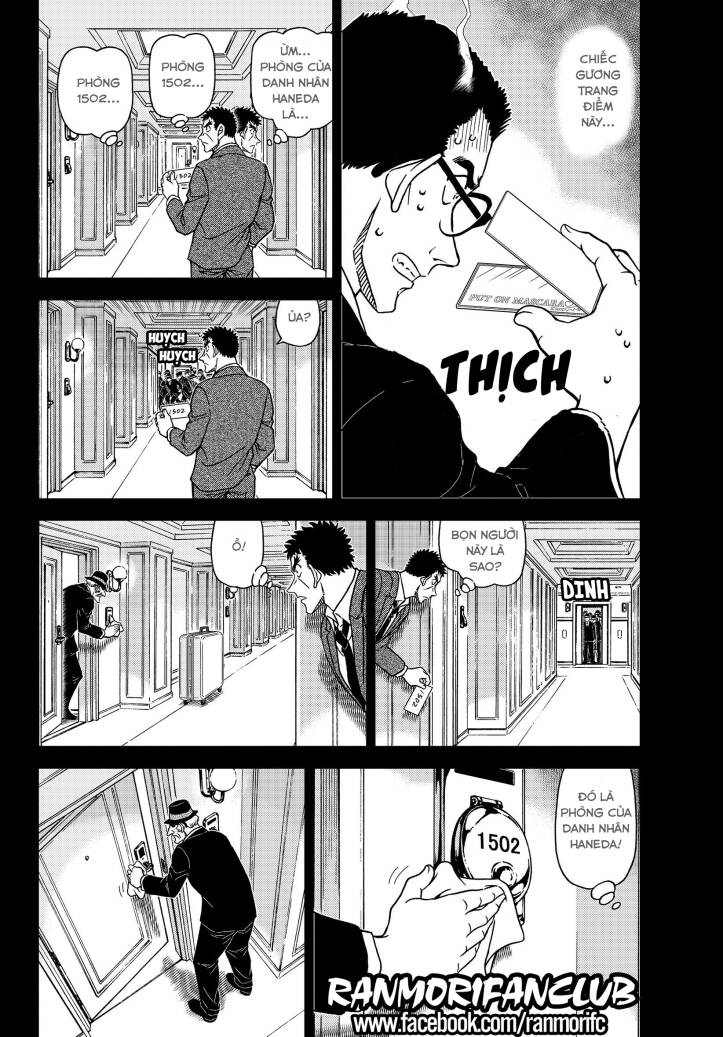 CHIẾC
GƯƠNG
TRANG
ĐIỂM
NÀY...
PUT ON MASCARA
THỊCH
ỪM...
PHÒNG CỦA
DANH NHÂN
HANEDA
LÀ...
PHÒNG
1502...
PHÒNG
1502...
1502
ỦA?
HUỴCH
HUỴCH
1502
BỌN NGƯỜI
NÀY LÀ
SAO?
DINH
1502
Ồ!
ĐÓ LÀ
PHÒNG CỦA
DANH NHÂN
HANEDA!
1502
RANMORIFANCLUB
www.facebook.com/ranmorifc